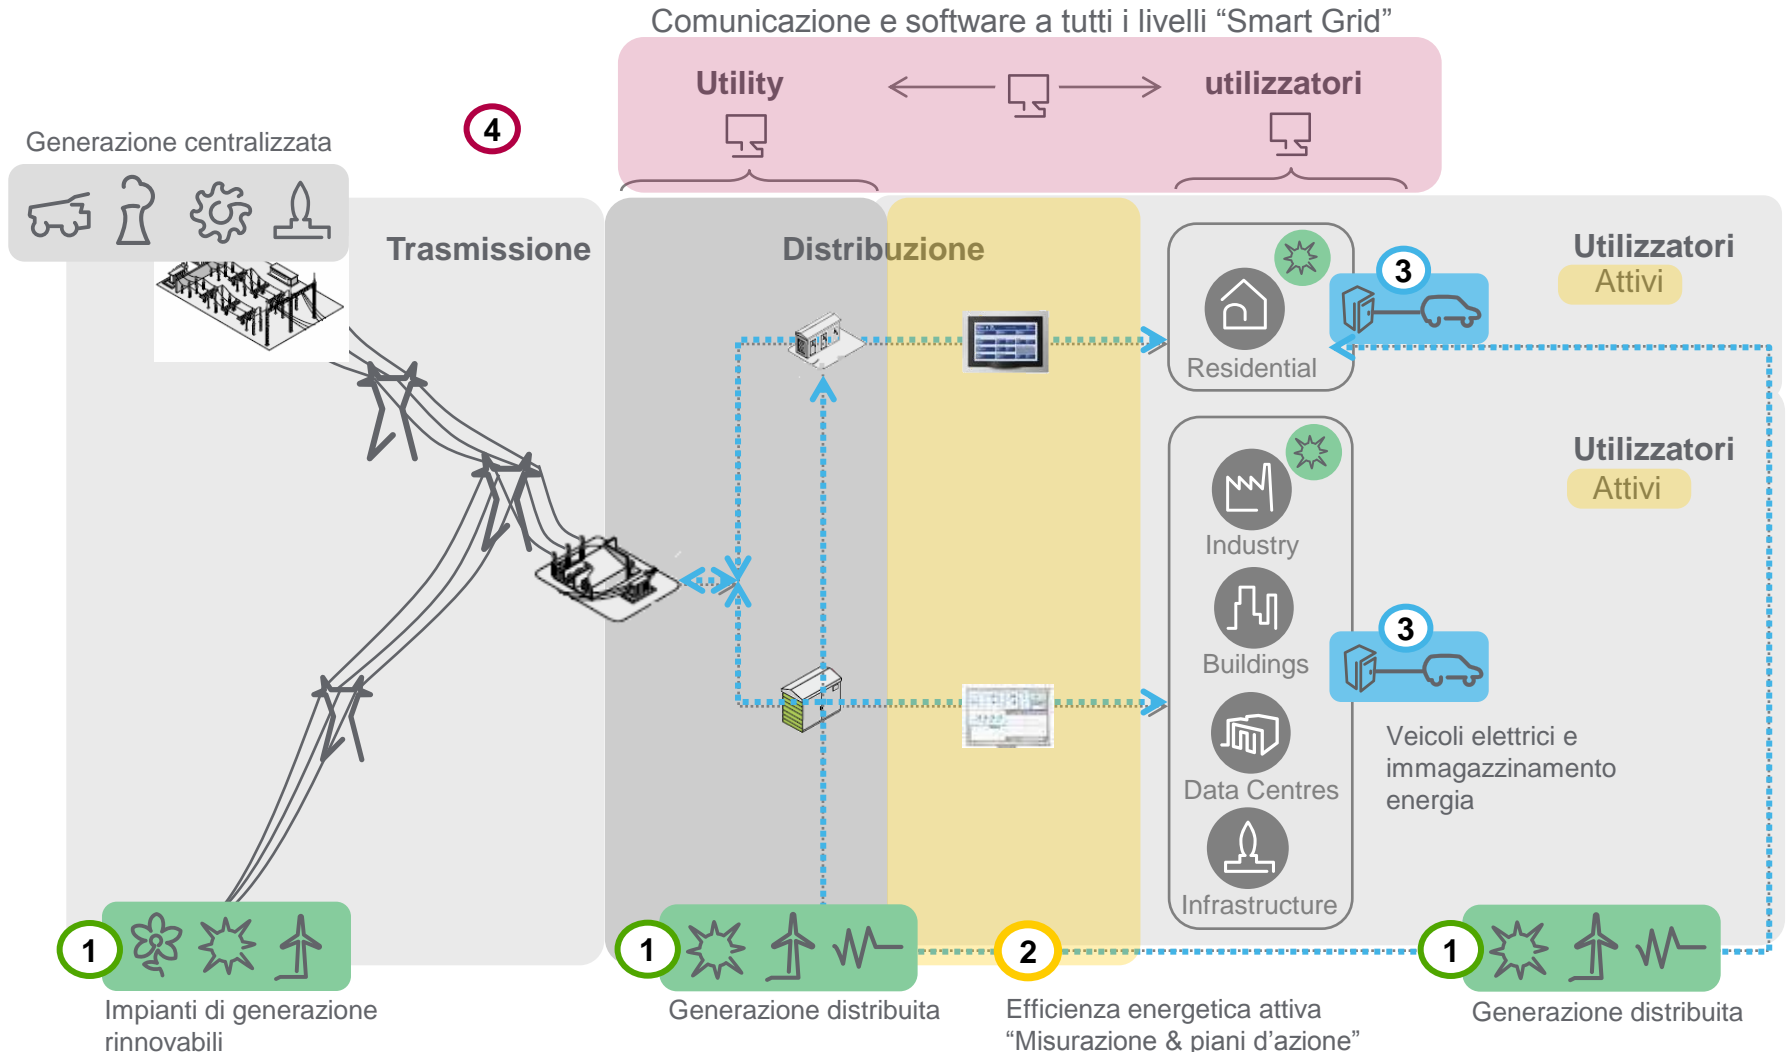 Comunicazione e software a tutti i livelli “Smart Grid”
Utility
utilizzatori
4
Generazione centralizzata
Trasmissione
Distribuzione
Utilizzatori
Attivi
3
Residential
Utilizzatori
Attivi
Industry
Buildings
3
Data Centres
Veicoli elettrici e
immagazzinamento
energia
Infrastructure
1
1
2
1
Impianti di generazione
rinnovabili
Generazione distribuita
Efficienza energetica attiva
“Misurazione & piani d’azione”
Generazione distribuita